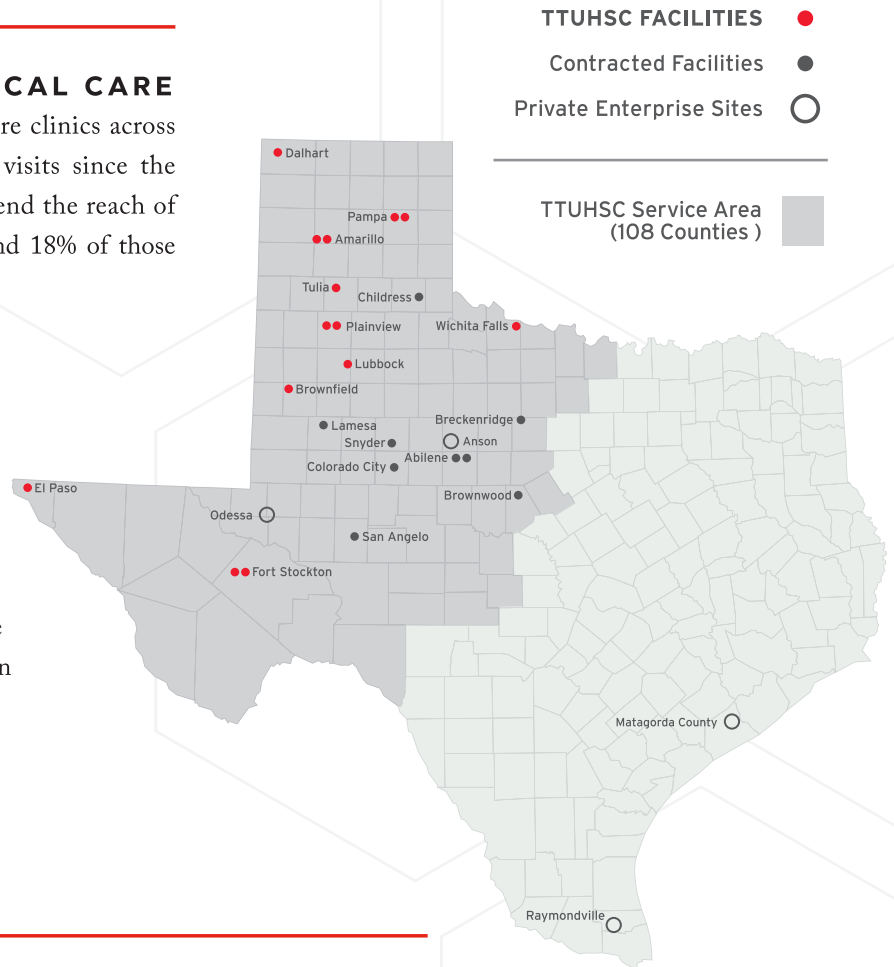 CAL CARE
re clinics across
visits since the
end the reach of
nd 18% of those
TTUHSC FACILITIES
Contracted Facilities
Private Enterprise Sites
TTUHSC Service Area
(108 Counties )
Dalhart
Pampa
Amarillo
Tulia
Childress
Plainview
Wichita Falls
Lubbock
Brownfield
Lamesa
Breckenridge
Snyder
Anson
Colorado City
Abilene
El Paso
Brownwood
Odessa
San Angelo
Fort Stockton
n
Matagorda County
Raymondville